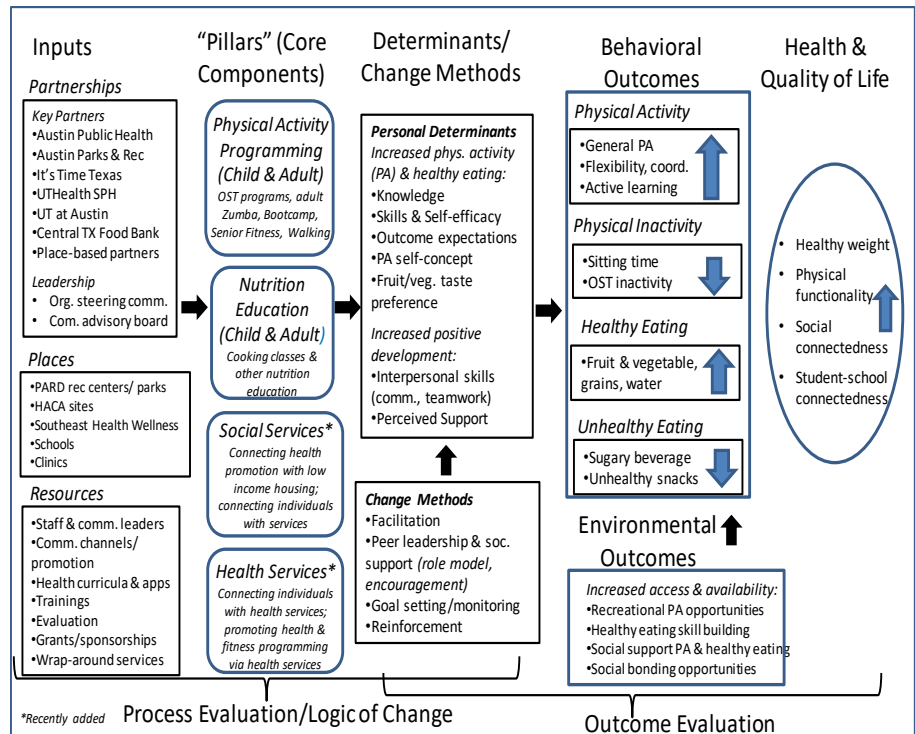 Inputs
Partnerships
Key Partners
•Austin Public Health
•Austin Parks & Rec
•It's Time Texas
•UTHealth SPH
•UT at Austin
•Central TX Food Bank
•Place-based partners
Leadership
• Org. steering comm.
• Com. advisory board
Places
•PARD rec centers/ parks
•HACA sites
•Southeast Health Wellness
•Schools
•Clinics
Resources
•Staff & comm. leaders
•Comm. channels/
promotion
•Health curricula & apps
•Trainings
•Evaluation
•Grants/sponsorships
•Wrap-around services
"Pillars" (Core
Components)
Physical Activity
Programming
(Child & Adult)
OST programs, adult
Zumba, Bootcamp,
Senior Fitness, Walking
Nutrition
Education
(Child & Adult)
Cooking classes &
other nutrition
education
Social Services*
Connecting health
promotion with low
income housing;
connecting individuals
with services
Health Services*
Connecting individuals
with health services;
promoting health &
fitness programming
via health services
Determinants/
Change Methods
Personal Determinants
Increased phys. activity
(PA) & healthy eating:
•Knowledge
•Skills & Self-efficacy
•Outcome expectations
•PA self-concept
•Fruit/veg. taste
preference
Increased positive
development:
•Interpersonal skills
(comm., teamwork)
•Perceived Support
Change Methods
•Facilitation
•Peer leadership & soc.
support (role model,
encouragement)
•Goal setting/monitoring
•Reinforcement
Behavioral
Outcomes
Physical Activity
•General PA
•Flexibility, coord.
•Active learning
Physical Inactivity
•Sitting time
•OST inactivity
Healthy Eating
•Fruit & vegetable,
grains, water
Unhealthy Eating
•Sugary beverage
•Unhealthy snacks
Environmental
Outcomes
Increased access & availability:
•Recreational PA opportunities
•Healthy eating skill building
•Social support PA & healthy eating
•Social bonding opportunities
Health &
Quality of Life
• Healthy weight
• Physical
functionality
• Social
connectedness
• Student-school
connectedness
*Recently added
Process Evaluation/Logic of Change
Outcome Evaluation